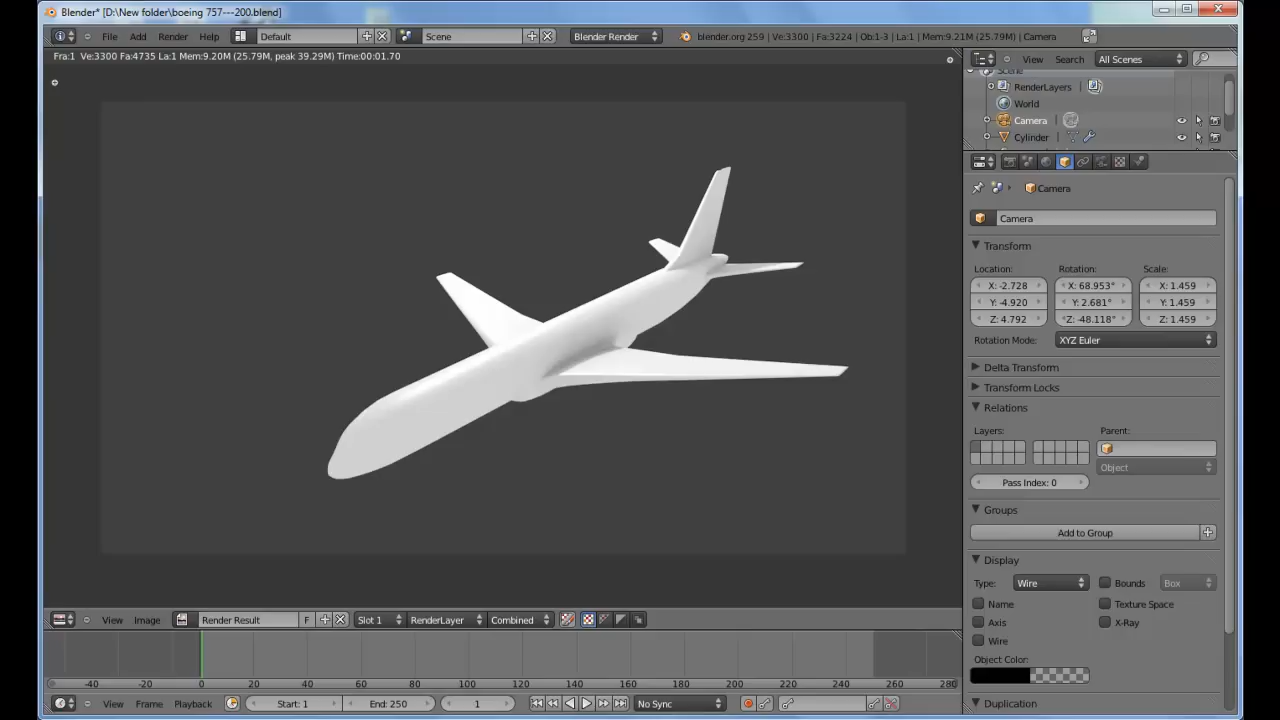 Blender* [D:\New folder\boeing 757---200.blend]
File Add Render Help Default Scene Blender Render blender.org 259 | Ve:3300 | Fa:3224 | Ob:1-3 | La:1 | Mem:9.21M (25.79M) | Camera
Fra:1 Ve:3300 Fa:4735 La:1 Mem:9.20M (25.79M, peak 39.29M) Time:00:01.70
View Search All Scenes
Scene
RenderLayers
World
Camera
Cylinder
Camera
Camera
Transform
Location: Rotation: Scale:
X: -2.728 X: 68.953° X: 1.459
Y: -4.920 Y: 2.681° Y: 1.459
Z: 4.792 Z: -48.118° Z: 1.459
Rotation Mode: XYZ Euler
Delta Transform
Transform Locks
Relations
Layers: Parent:
Object
Pass Index: 0
Groups
Add to Group
Display
Type: Wire Bounds Box
Name Texture Space
Axis X-Ray
Wire
Object Color:
Duplication
View Image Render Result F Slot 1 RenderLayer Combined
-40 -20 0 20 40 60 80 100 120 140 160 180 200 220 240 260 280
View Frame Playback Start: 1 End: 250 1 No Sync